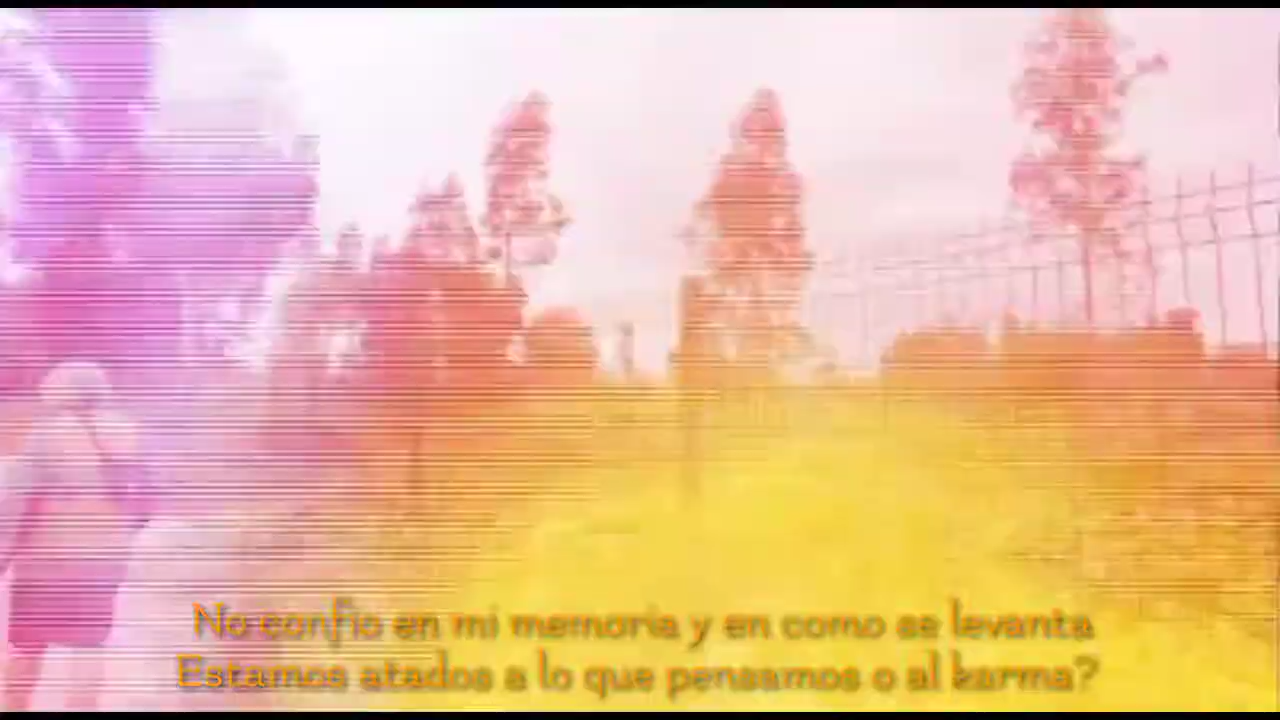 No confio en mi memoria y en como se levanta
Estamos atados a lo que pensamos o al karma?